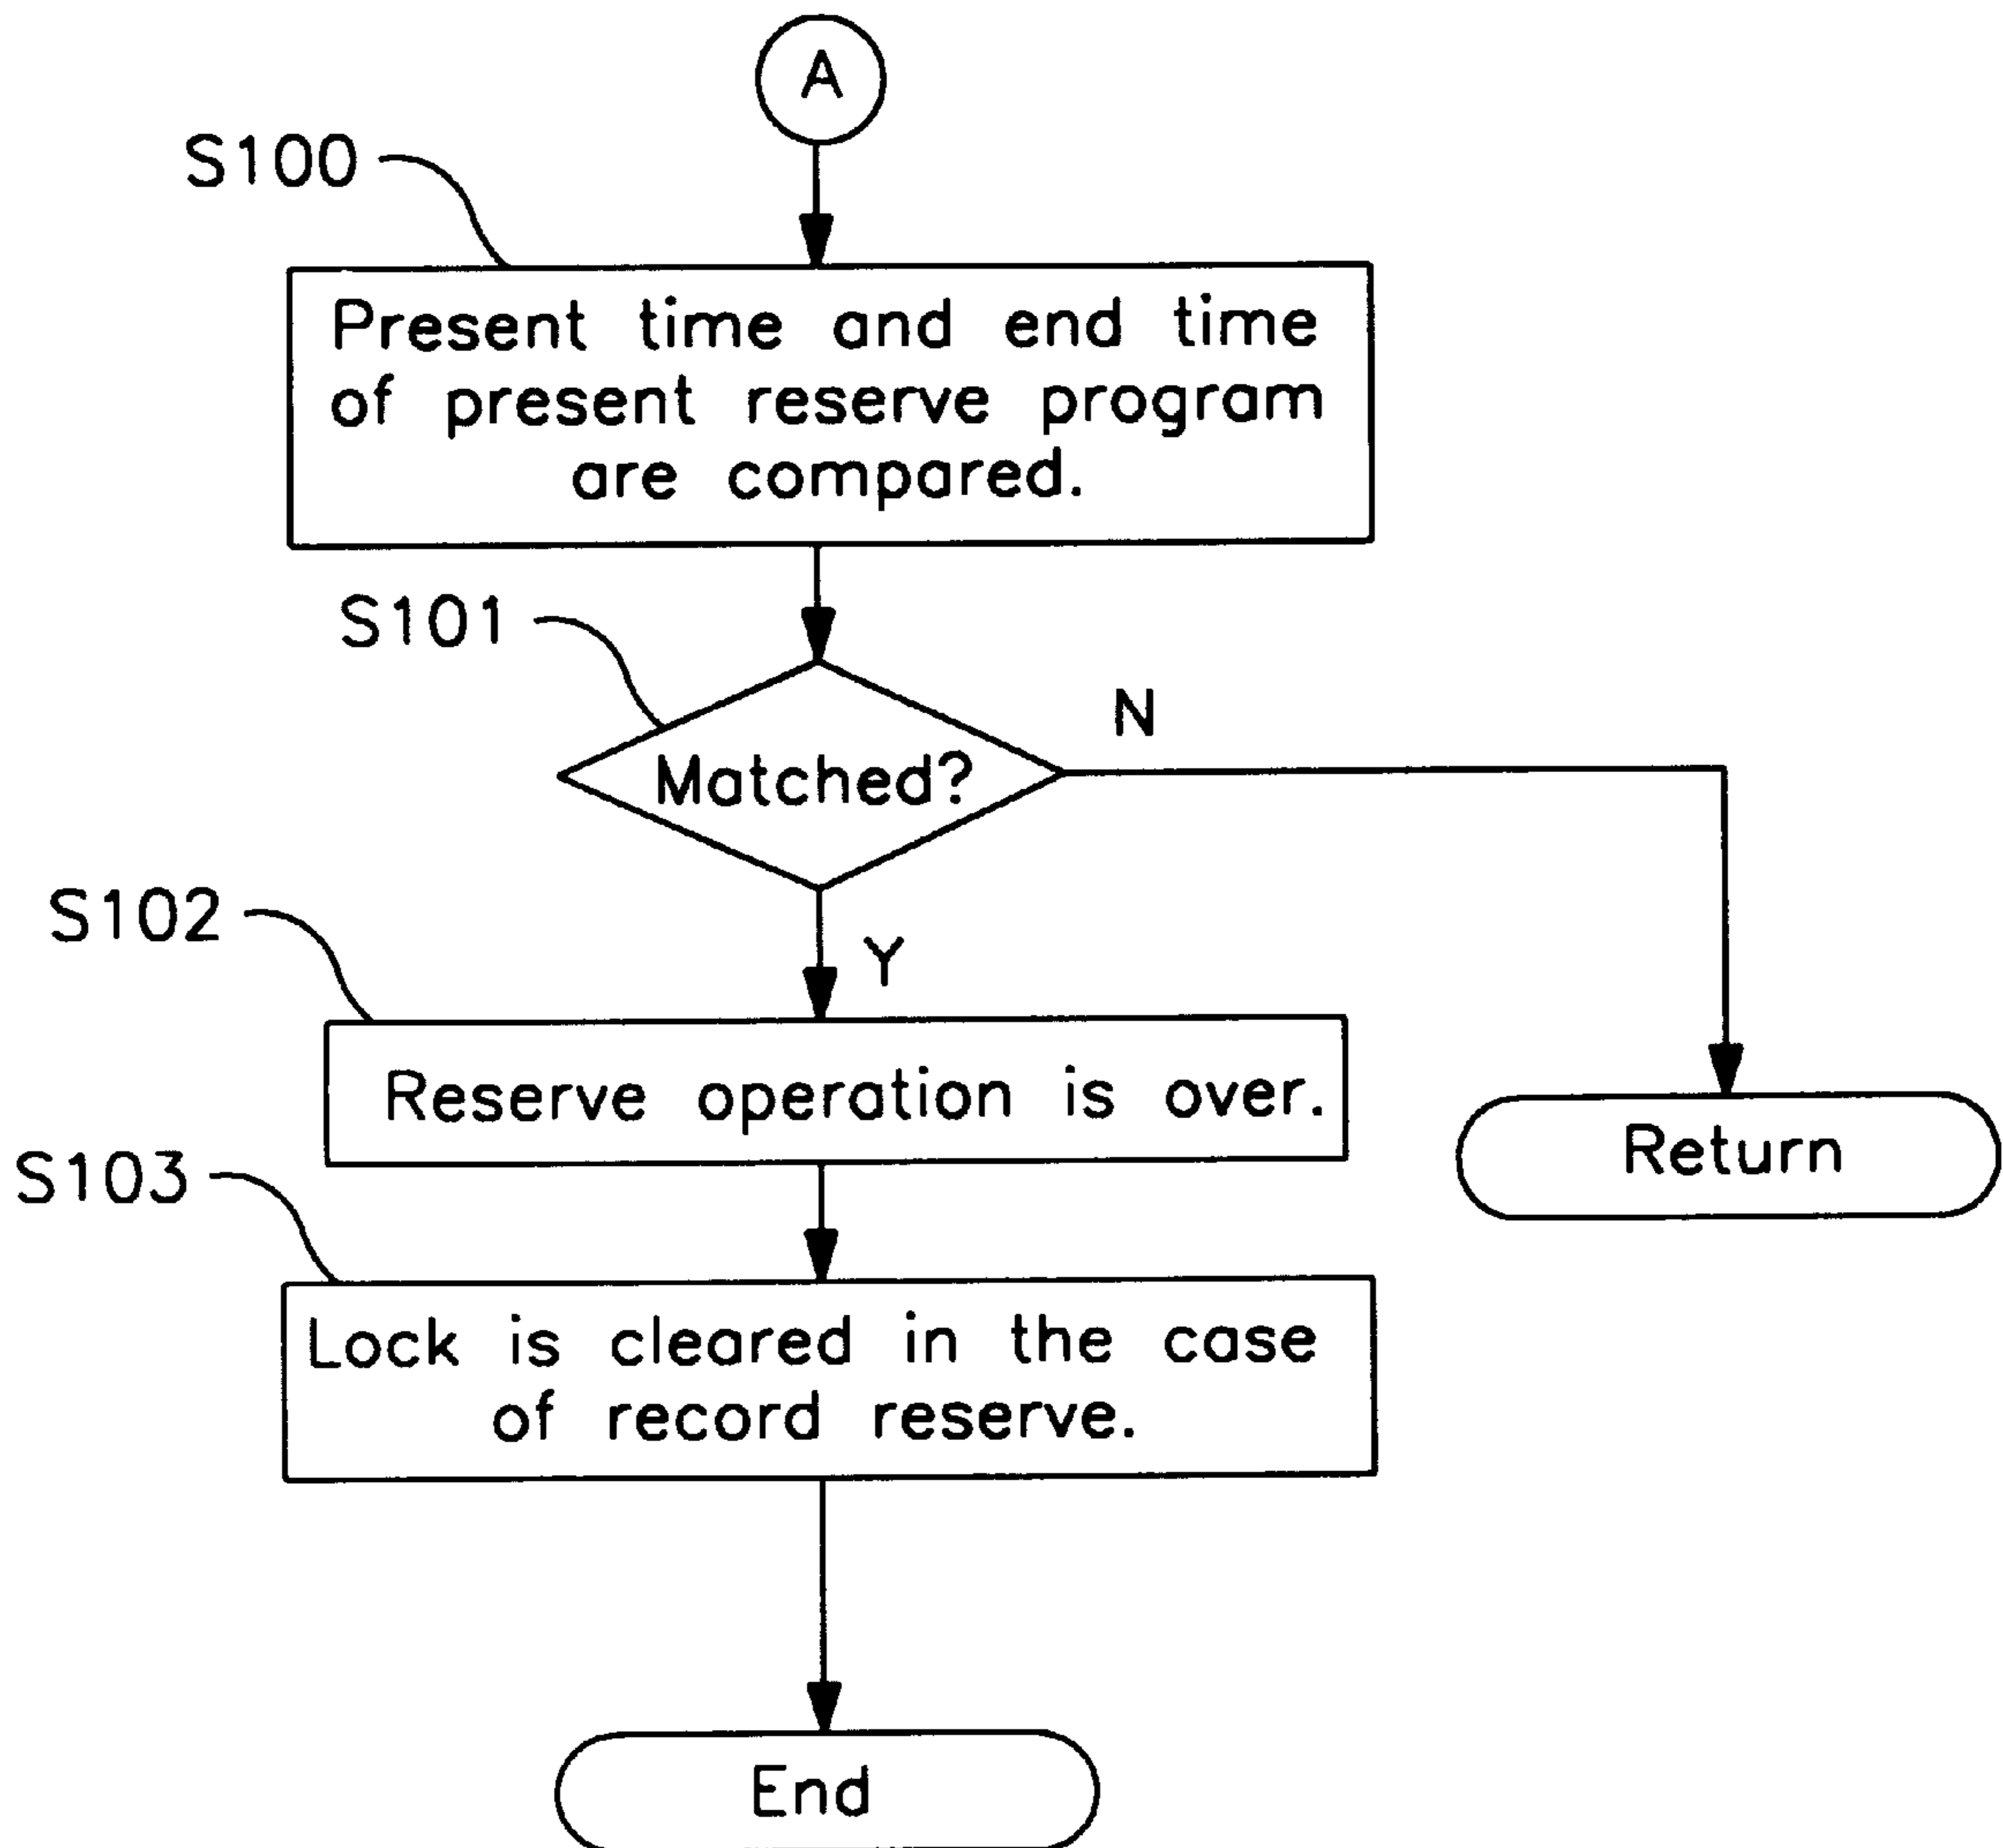 A
S100
Present time and end time
of present reserve program
are compared.
S101
Matched?
N
S102
Y
Reserve operation is over.
Return
S103
Lock is cleared in the case
of record reserve.
End